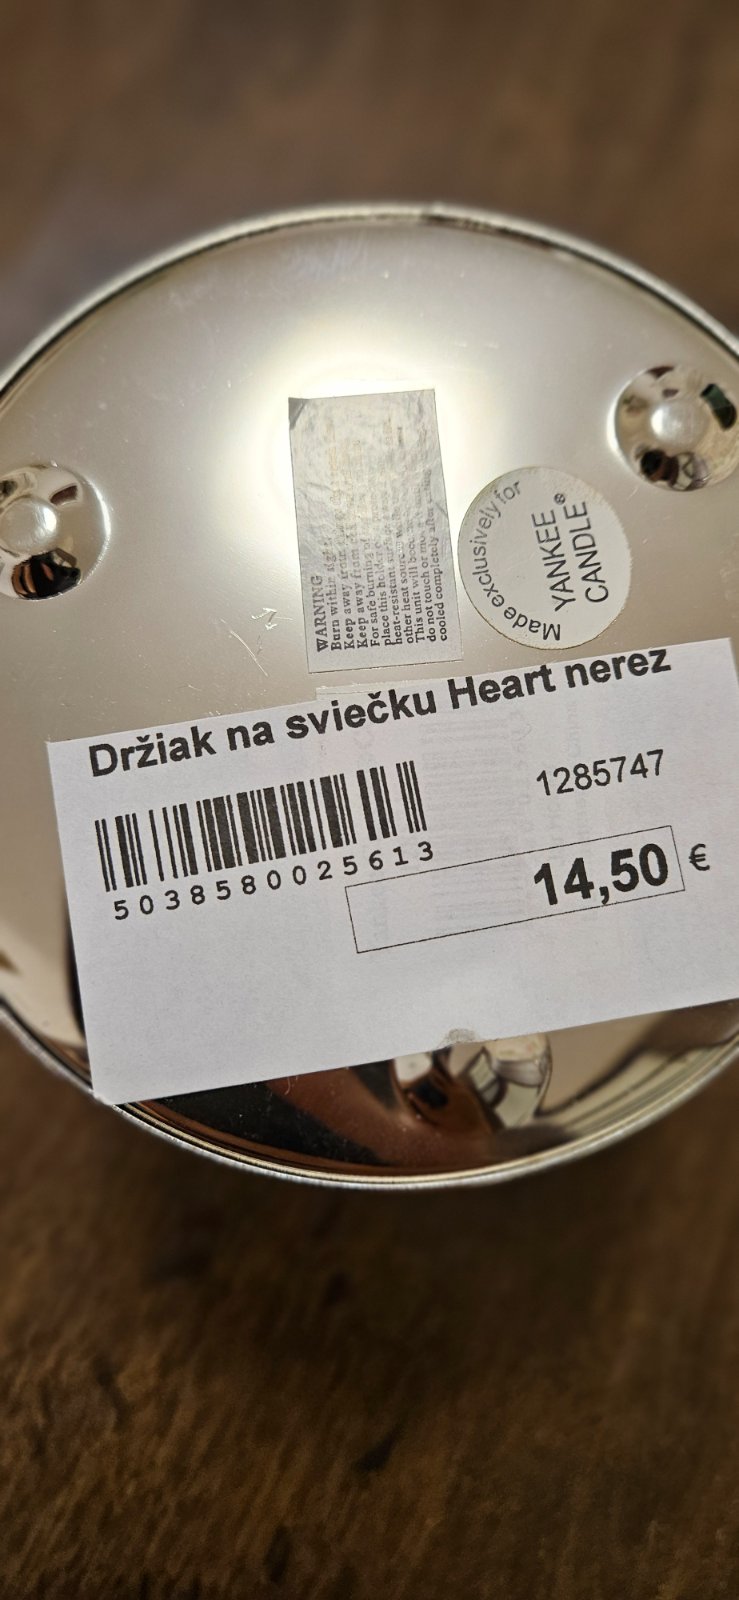 WARNING
Burn within sight.
Keep away from
Keep away from
For safe burning of
place this holder
heat-resistant surface
other heat source
This unit will become
do not touch or move
cooled completely after
Made exclusively for
YANKEE
CANDLE®
Držiak na sviečku Heart nerez
1285747
5038580025613
14,50 €